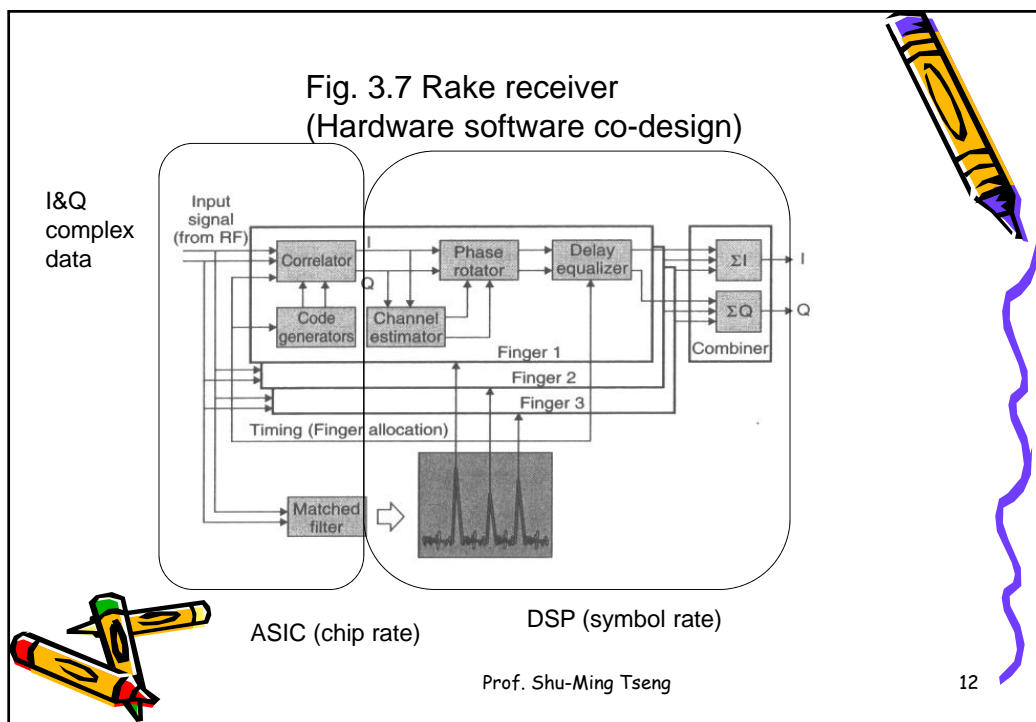 Fig. 3.7 Rake receiver
(Hardware software co-design)
I&Q
complex
data
Input
signal
(from RF)
Correlator
I
Q
Phase
rotator
Delay
equalizer
ΣI
I
Code
generators
Channel
estimator
ΣQ
Q
Combiner
Finger 1
Finger 2
Finger 3
Timing (Finger allocation)
Matched
filter
ASIC (chip rate)
DSP (symbol rate)
Prof. Shu-Ming Tseng
12